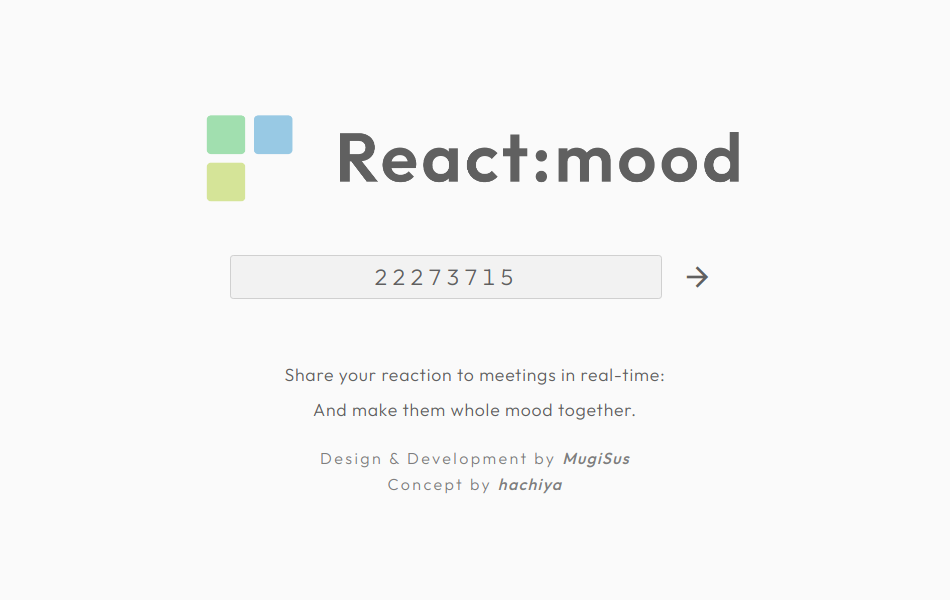 React:mood
22273715
Share your reaction to meetings in real-time:
And make them whole mood together.
Design & Development by MugiSus
Concept by hachiya